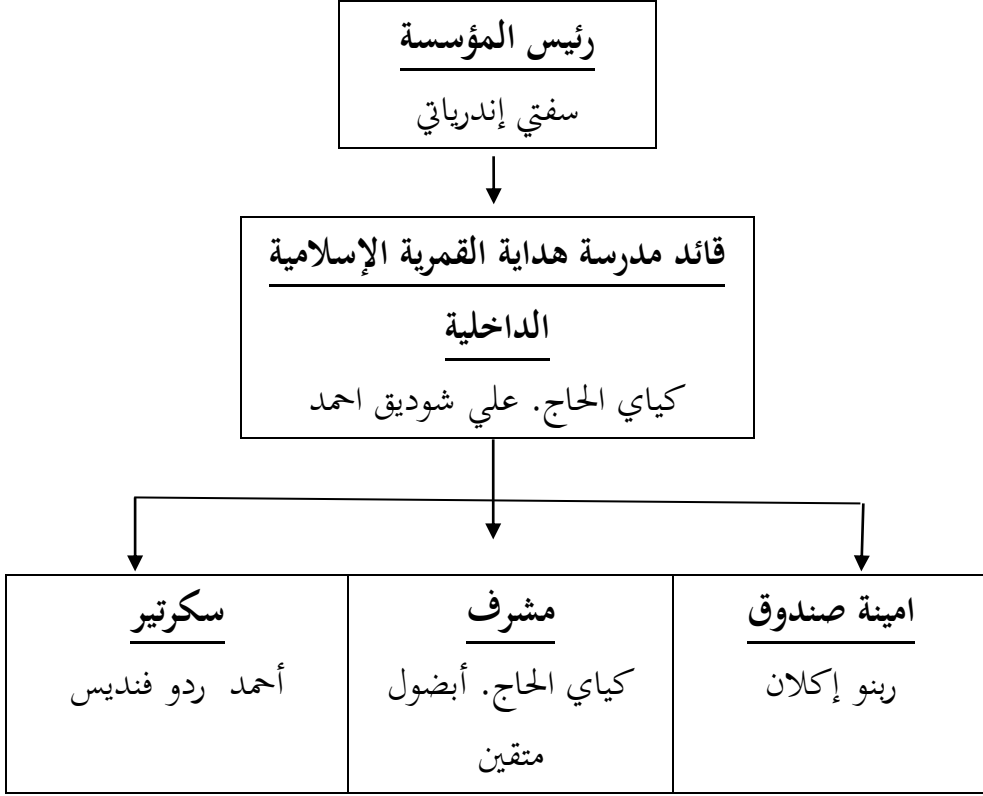 رئيس المؤسسة
سفتي إندرياتي
قائد مدرسة هداية القمرية الإسلامية
الداخلية
كياي الحاج. علي شوديق احمد
امينة صندوق
رينو إكلان
مشرف
كياي الحاج. أبضول
متقين
سكرتير
أحمد ردو فنديس